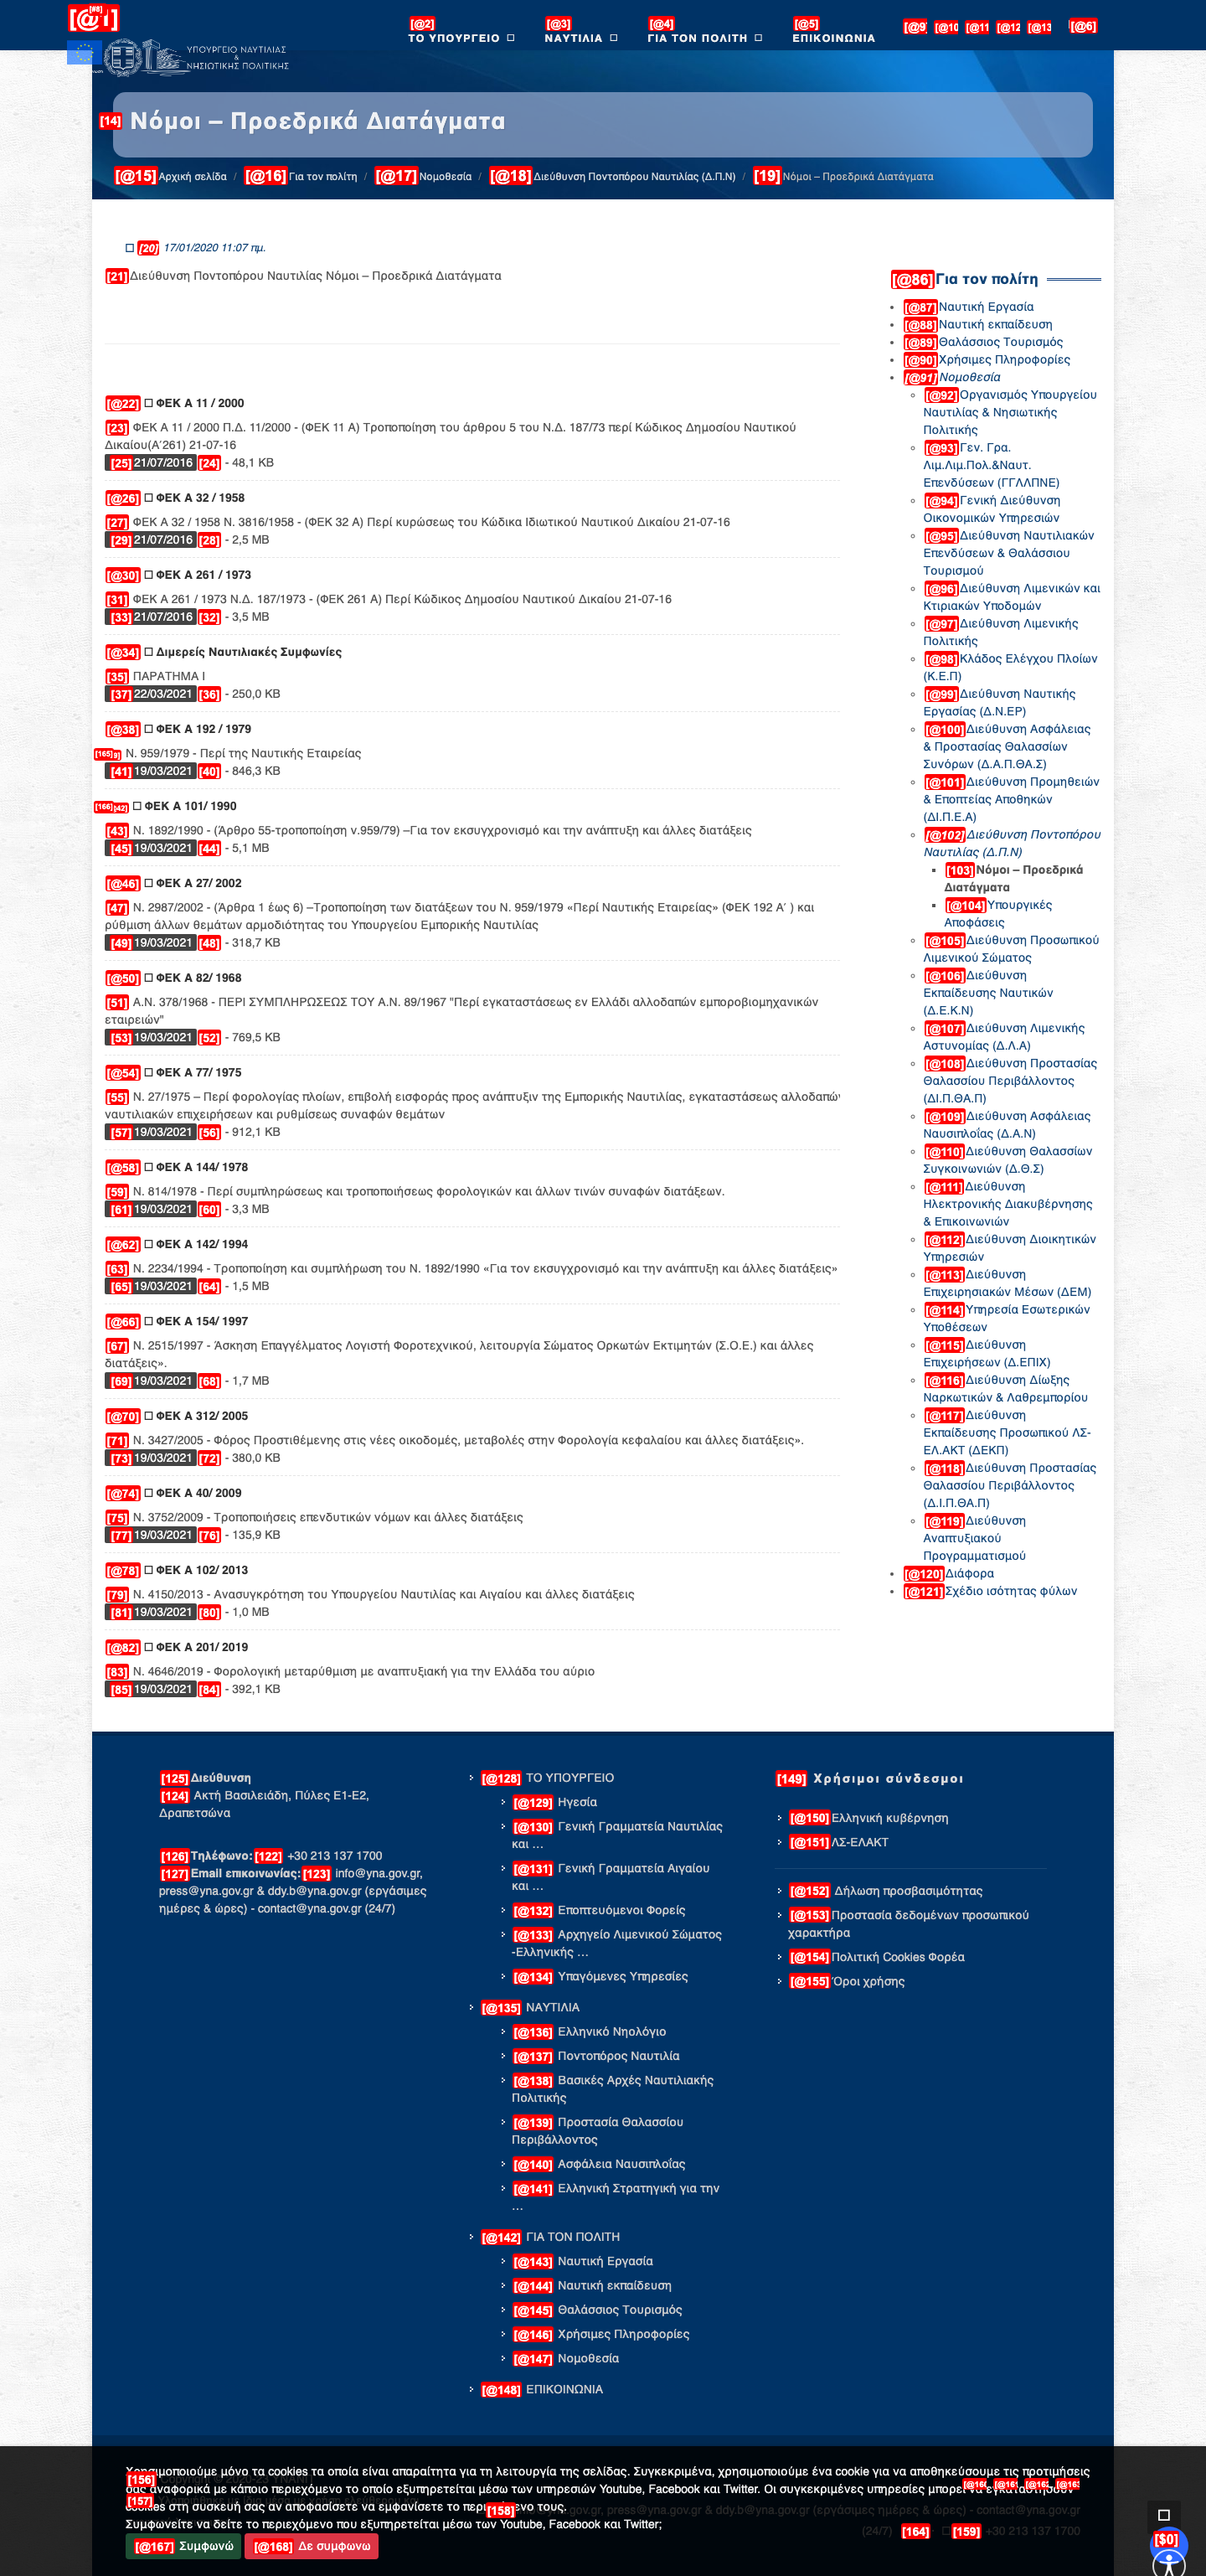 [@1]
[@2]
ΤΟ ΥΠΟΥΡΓΕΙΟ
[@3]
ΝΑΥΤΙΛΙΑ
[@4]
ΓΙΑ ΤΟΝ ΠΟΛΙΤΗ
[@5]
ΕΠΙΚΟΙΝΩΝΙΑ
[@6]
ΥΠΟΥΡΓΕΙΟ ΝΑΥΤΙΛΙΑΣ
&
ΝΗΣΙΩΤΙΚΗΣ ΠΟΛΙΤΙΚΗΣ
[14] Νόμοι – Προεδρικά Διατάγματα
[@15]Αρχική σελίδα / [@16]Για τον πολίτη / [@17]Νομοθεσία / [@18]Διεύθυνση Ποντοπόρου Ναυτιλίας (Δ.Π.Ν) / [19]Νόμοι – Προεδρικά Διατάγματα
[20] 17/01/2020 11:07 πμ.
[21]Διεύθυνση Ποντοπόρου Ναυτιλίας Νόμοι – Προεδρικά Διατάγματα
[@22] ΦΕΚ Α 11 / 2000
[23] ΦΕΚ Α 11 / 2000 Π.Δ. 11/2000 - (ΦΕΚ 11 Α) Τροποποίηση του άρθρου 5 του Ν.Δ. 187/73 περί Κώδικος Δημοσίου Ναυτικού
Δικαίου(Α΄261) 21-07-16
[25]21/07/2016 [24] - 48,1 KB
[@26] ΦΕΚ Α 32 / 1958
[27] ΦΕΚ Α 32 / 1958 Ν. 3816/1958 - (ΦΕΚ 32 Α) Περί κυρώσεως του Κώδικα Ιδιωτικού Ναυτικού Δικαίου 21-07-16
[29]21/07/2016 [28] - 2,5 MB
[@30] ΦΕΚ Α 261 / 1973
[31] ΦΕΚ Α 261 / 1973 Ν.Δ. 187/1973 - (ΦΕΚ 261 Α) Περί Κώδικος Δημοσίου Ναυτικού Δικαίου 21-07-16
[33]21/07/2016 [32] - 3,5 MB
[@34] Διμερείς Ναυτιλιακές Συμφωνίες
[35] ΠΑΡΑΤΗΜΑ Ι
[37]22/03/2021 [36] - 250,0 KB
[@38] ΦΕΚ Α 192 / 1979
[165] Ν. 959/1979 - Περί της Ναυτικής Εταιρείας
[41]19/03/2021 [40] - 846,3 KB
[166] ΦΕΚ Α 101/ 1990
[43] Ν. 1892/1990 - (Άρθρο 55-τροποποίηση ν.959/79) –Για τον εκσυγχρονισμό και την ανάπτυξη και άλλες διατάξεις
[45]19/03/2021 [44] - 5,1 MB
[@46] ΦΕΚ Α 27/ 2002
[47] Ν. 2987/2002 - (Άρθρα 1 έως 6) –Τροποποίηση των διατάξεων του Ν. 959/1979 «Περί Ναυτικής Εταιρείας» (ΦΕΚ 192 Α΄ ) και
ρύθμιση άλλων θεμάτων αρμοδιότητας του Υπουργείου Εμπορικής Ναυτιλίας
[49]19/03/2021 [48] - 318,7 KB
[@50] ΦΕΚ Α 82/ 1968
[51] Α.Ν. 378/1968 - ΠΕΡΙ ΣΥΜΠΛΗΡΩΣΕΩΣ ΤΟΥ Α.Ν. 89/1967 "Περί εγκαταστάσεως εν Ελλάδι αλλοδαπών εμποροβιομηχανικών
εταιρειών"
[53]19/03/2021 [52] - 769,5 KB
[@54] ΦΕΚ Α 77/ 1975
[55] Ν. 27/1975 – Περί φορολογίας πλοίων, επιβολή εισφοράς προς ανάπτυξιν της Εμπορικής Ναυτιλίας, εγκαταστάσεως αλλοδαπών
ναυτιλιακών επιχειρήσεων και ρυθμίσεως συναφών θεμάτων
[57]19/03/2021 [56] - 912,1 KB
[@58] ΦΕΚ Α 144/ 1978
[59] Ν. 814/1978 - Περί συμπληρώσεως και τροποποιήσεως φορολογικών και άλλων τινών συναφών διατάξεων.
[61]19/03/2021 [60] - 3,3 MB
[@62] ΦΕΚ Α 142/ 1994
[63] Ν. 2234/1994 - Τροποποίηση και συμπλήρωση του Ν. 1892/1990 «Για τον εκσυγχρονισμό και την ανάπτυξη και άλλες διατάξεις»
[65]19/03/2021 [64] - 1,5 MB
[@66] ΦΕΚ Α 154/ 1997
[67] Ν. 2515/1997 - Άσκηση Επαγγέλματος Λογιστή Φοροτεχνικού, λειτουργία Σώματος Ορκωτών Εκτιμητών (Σ.Ο.Ε.) και άλλες
διατάξεις».
[69]19/03/2021 [68] - 1,7 MB
[@70] ΦΕΚ Α 312/ 2005
[71] Ν. 3427/2005 - Φόρος Προστιθέμενης στις νέες οικοδομές, μεταβολές στην Φορολογία κεφαλαίου και άλλες διατάξεις».
[73]19/03/2021 [72] - 380,0 KB
[@74] ΦΕΚ Α 40/ 2009
[75] Ν. 3752/2009 - Τροποποιήσεις επενδυτικών νόμων και άλλες διατάξεις
[77]19/03/2021 [76] - 135,9 KB
[@78] ΦΕΚ Α 102/ 2013
[79] Ν. 4150/2013 - Ανασυγκρότηση του Υπουργείου Ναυτιλίας και Αιγαίου και άλλες διατάξεις
[81]19/03/2021 [80] - 1,0 MB
[@82] ΦΕΚ Α 201/ 2019
[83] Ν. 4646/2019 - Φορολογική μεταρύθμιση με αναπτυξιακή για την Ελλάδα του αύριο
[85]19/03/2021 [84] - 392,1 KB
[@86]Για τον πολίτη
[@87]Ναυτική Εργασία
[@88]Ναυτική εκπαίδευση
[@89]Θαλάσσιος Τουρισμός
[@90]Χρήσιμες Πληροφορίες
[@91]Νομοθεσία
[@92]Οργανισμός Υπουργείου
Ναυτιλίας & Νησιωτικής
Πολιτικής
[@93]Γεν. Γρα.
Λιμ.Λιμ.Πολ.&Ναυτ.
Επενδύσεων (ΓΓΛΛΠΝΕ)
[@94]Γενική Διεύθυνση
Οικονομικών Υπηρεσιών
[@95]Διεύθυνση Ναυτιλιακών
Επενδύσεων & Θαλάσσιου
Τουρισμού
[@96]Διεύθυνση Λιμενικών και
Κτιριακών Υποδομών
[@97]Διεύθυνση Λιμενικής
Πολιτικής
[@98]Κλάδος Ελέγχου Πλοίων
(Κ.Ε.Π)
[@99]Διεύθυνση Ναυτικής
Εργασίας (Δ.Ν.ΕΡ)
[@100]Διεύθυνση Ασφάλειας
& Προστασίας Θαλασσίων
Συνόρων (Δ.Α.Π.ΘΑ.Σ)
[@101]Διεύθυνση Προμηθειών
& Εποπτείας Αποθηκών
(ΔΙ.Π.Ε.Α)
[@102]Διεύθυνση Ποντοπόρου
Ναυτιλίας (Δ.Π.Ν)
[103]Νόμοι – Προεδρικά
Διατάγματα
[@104]Υπουργικές
Αποφάσεις
[@105]Διεύθυνση Προσωπικού
Λιμενικού Σώματος
[@106]Διεύθυνση
Εκπαίδευσης Ναυτικών
(Δ.Ε.Κ.Ν)
[@107]Διεύθυνση Λιμενικής
Αστυνομίας (Δ.Λ.Α)
[@108]Διεύθυνση Προστασίας
Θαλασσίου Περιβάλλοντος
(ΔΙ.Π.ΘΑ.Π)
[@109]Διεύθυνση Ασφάλειας
Ναυσιπλοΐας (Δ.Α.Ν)
[@110]Διεύθυνση Θαλασσίων
Συγκοινωνιών (Δ.Θ.Σ)
[@111]Διεύθυνση
Ηλεκτρονικής Διακυβέρνησης
& Επικοινωνιών
[@112]Διεύθυνση Διοικητικών
Υπηρεσιών
[@113]Διεύθυνση
Επιχειρησιακών Μέσων (ΔΕΜ)
[@114]Υπηρεσία Εσωτερικών
Υποθέσεων
[@115]Διεύθυνση
Επιχειρήσεων (Δ.ΕΠΙΧ)
[@116]Διεύθυνση Δίωξης
Ναρκωτικών & Λαθρεμπορίου
[@117]Διεύθυνση
Εκπαίδευσης Προσωπικού ΛΣ-
ΕΛ.ΑΚΤ (ΔΕΚΠ)
[@118]Διεύθυνση Προστασίας
Θαλασσίου Περιβάλλοντος
(Δ.Ι.Π.ΘΑ.Π)
[@119]Διεύθυνση
Αναπτυξιακού
Προγραμματισμού
[@120]Διάφορα
[@121]Σχέδιο ισότητας φύλων
[125]Διεύθυνση
[124] Ακτή Βασιλειάδη, Πύλες Ε1-Ε2,
Δραπετσώνα
[126]Τηλέφωνο:[122] +30 213 137 1700
[127]Email επικοινωνίας:[123] info@yna.gov.gr,
press@yna.gov.gr & ddy.b@yna.gov.gr (εργάσιμες
ημέρες & ώρες) - contact@yna.gov.gr (24/7)
[@128] ΤΟ ΥΠΟΥΡΓΕΙΟ
[@129] Ηγεσία
[@130] Γενική Γραμματεία Ναυτιλίας
και …
[@131] Γενική Γραμματεία Αιγαίου
και …
[@132] Εποπτευόμενοι Φορείς
[@133] Αρχηγείο Λιμενικού Σώματος
-Ελληνικής …
[@134] Υπαγόμενες Υπηρεσίες
[@135] ΝΑΥΤΙΛΙΑ
[@136] Ελληνικό Νηολόγιο
[@137] Ποντοπόρος Ναυτιλία
[@138] Βασικές Αρχές Ναυτιλιακής
Πολιτικής
[@139] Προστασία Θαλασσίου
Περιβάλλοντος
[@140] Ασφάλεια Ναυσιπλοΐας
[@141] Ελληνική Στρατηγική για την
…
[@142] ΓΙΑ ΤΟΝ ΠΟΛΙΤΗ
[@143] Ναυτική Εργασία
[@144] Ναυτική εκπαίδευση
[@145] Θαλάσσιος Τουρισμός
[@146] Χρήσιμες Πληροφορίες
[@147] Νομοθεσία
[@148] ΕΠΙΚΟΙΝΩΝΙΑ
[149] Χρήσιμοι σύνδεσμοι
[@150]Ελληνική κυβέρνηση
[@151]ΛΣ-ΕΛΑΚΤ
[@152] Δήλωση προσβασιμότητας
[@153]Προστασία δεδομένων προσωπικού
χαρακτήρα
[@154]Πολιτική Cookies Φορέα
[@155]Όροι χρήσης
Χρησιμοποιούμε μόνο τα cookies τα οποία είναι απαραίτητα για τη λειτουργία της σελίδας. Συγκεκριμένα, χρησιμοποιούμε ένα cookie για να αποθηκεύσουμε τις προτιμήσεις
[156]
σας αναφορικά με κάποιο περιεχόμενο το οποίο εξυπηρετείται μέσω των υπηρεσιών Youtube, Facebook και Twitter. Οι συγκεκριμένες υπηρεσίες μπορεί να εγκαταστήσουν
[157]
cookies στη συσκευή σας αν αποφασίσετε να εμφανίσετε το περιεχόμενο τους.
[158] press@yna.gov.gr & ddy.b@yna.gov.gr (εργάσιμες ημέρες & ώρες) - contact@yna.gov.gr
Συμφωνείτε να δείτε το περιεχόμενο που εξυπηρετείται μέσω των Youtube, Facebook και Twitter;
(24/7) [164] [159] +30 213 137 1700
[@167] Συμφωνώ [@168] Δε συμφωνω
[$0]